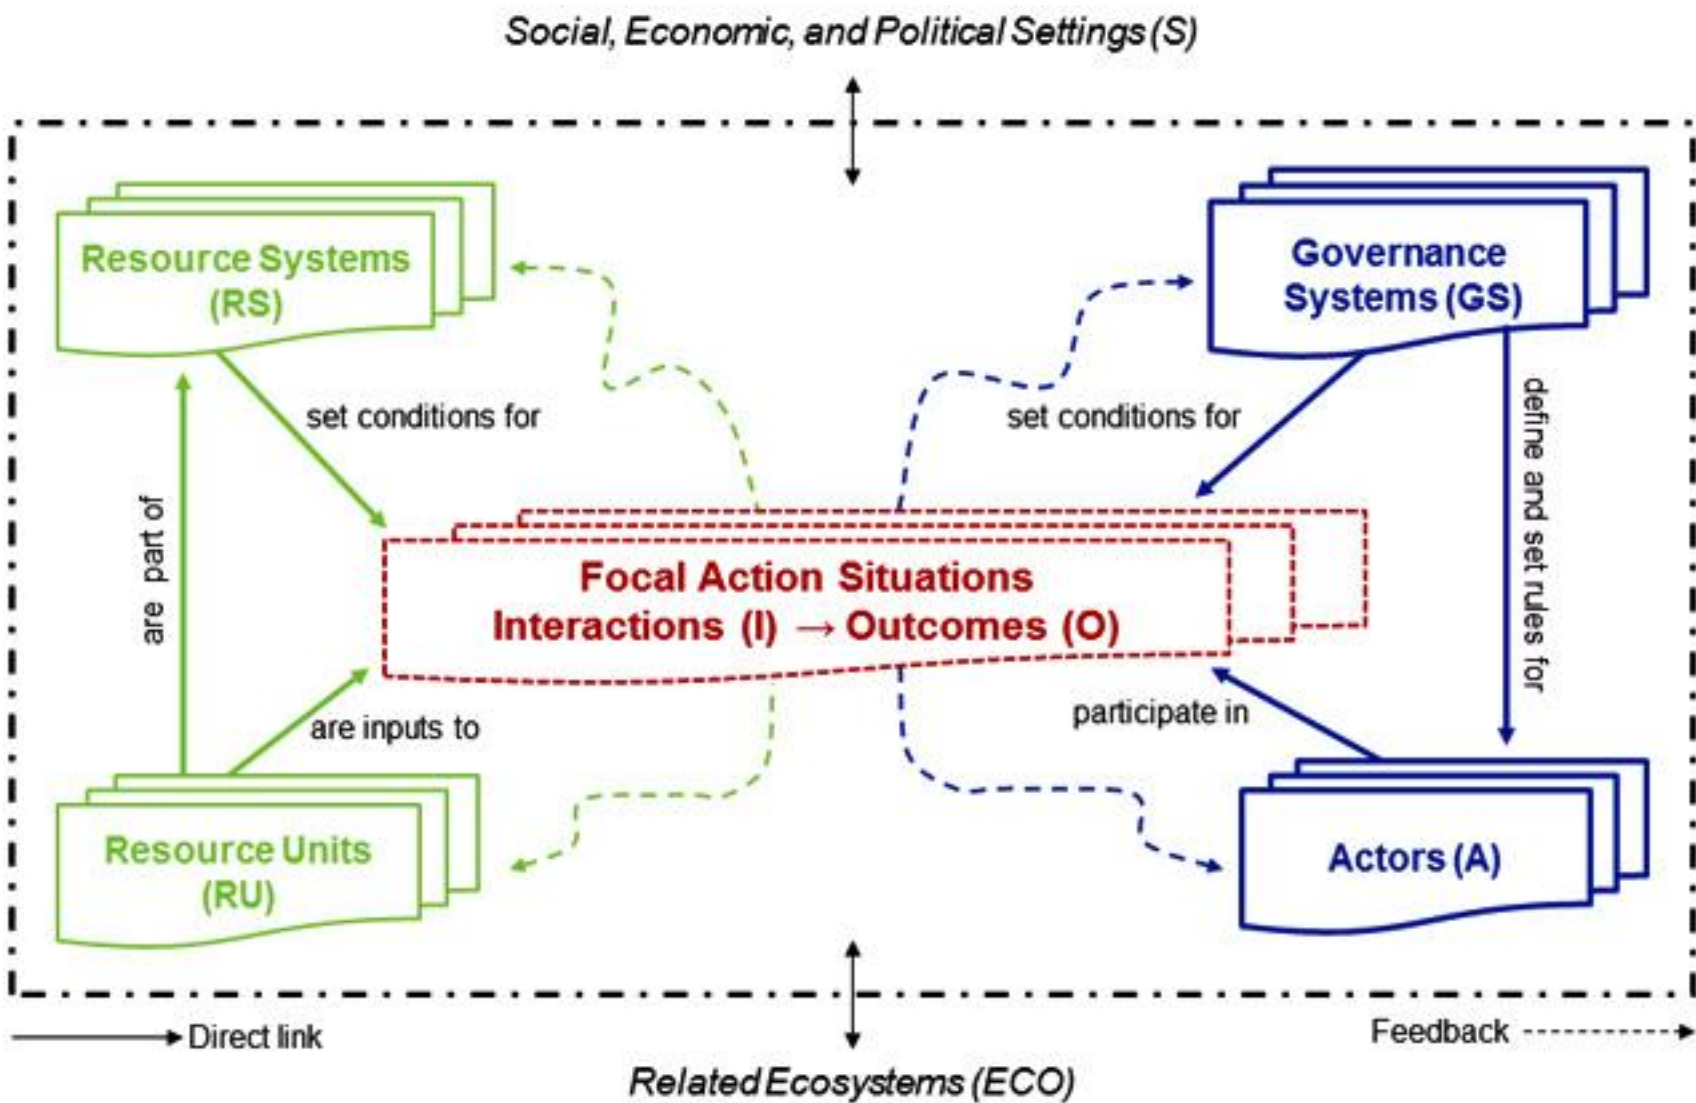 Social, Economic, and Political Settings (S)
Resource Systems
(RS)
Governance
Systems (GS)
set conditions for
set conditions for
define and set rules for
are part of
Focal Action Situations
Interactions (I) → Outcomes (O)
are inputs to
participate in
Resource Units
(RU)
Actors (A)
Direct link
Feedback
Related Ecosystems (ECO)